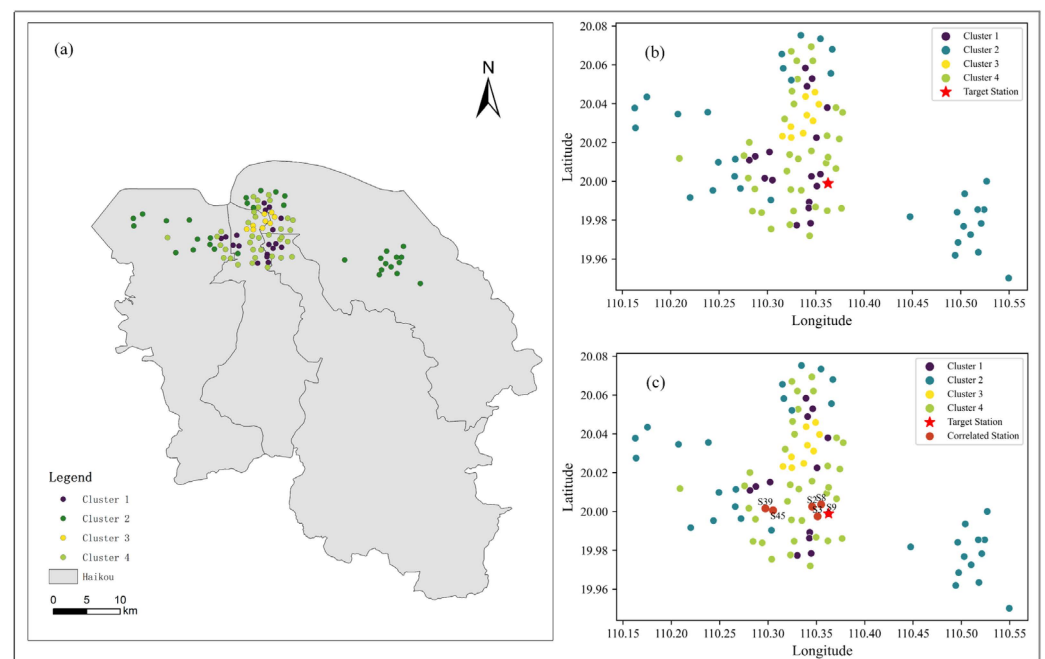 (a)
N
Legend
Cluster 1
Cluster 2
Cluster 3
Cluster 4
Haikou
0 5 10
km
(b)
Cluster 1
Cluster 2
Cluster 3
Cluster 4
Target Station
Latitude
20.08
20.06
20.04
20.02
20.00
19.98
19.96
110.15 110.20 110.25 110.30 110.35 110.40 110.45 110.50 110.55
Longitude
(c)
Cluster 1
Cluster 2
Cluster 3
Cluster 4
Target Station
Correlated Station
Latitude
20.08
20.06
20.04
20.02
20.00
19.98
19.96
S39
S45
S8
S9
110.15 110.20 110.25 110.30 110.35 110.40 110.45 110.50 110.55
Longitude